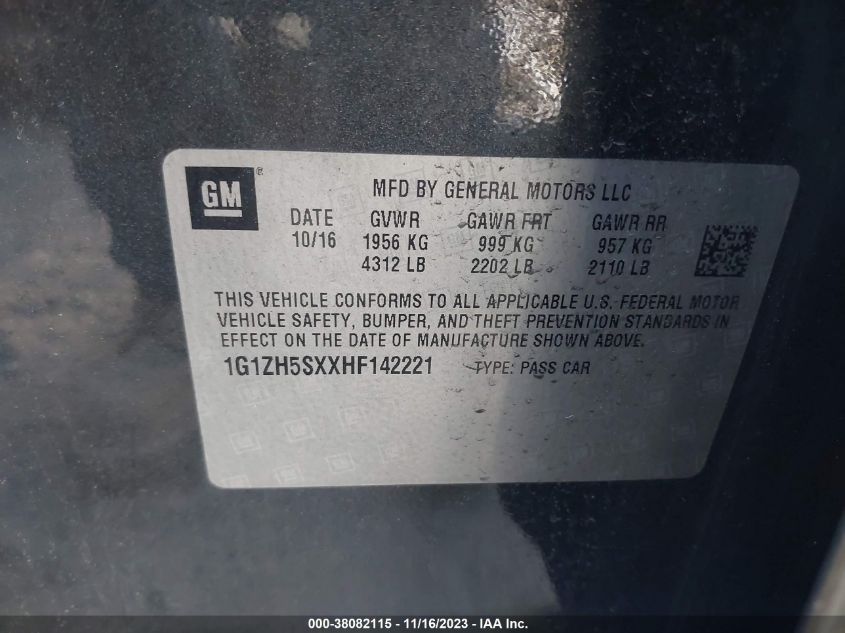 GM®
MFD BY GENERAL MOTORS LLC
DATE GVWR GAWR FRT GAWR RR
10/16 1956 KG 999 KG 957 KG
4312 LB 2202 LB 2110 LB
THIS VEHICLE CONFORMS TO ALL APPLICABLE U.S. FEDERAL MOTOR
VEHICLE SAFETY, BUMPER, AND THEFT PREVENTION STANDARDS IN
EFFECT ON THE DATE OF MANUFACTURE SHOWN ABOVE.
1G1ZH5SXXHF142221 TYPE: PASS CAR
000-38082115 - 11/16/2023 - IAA Inc.